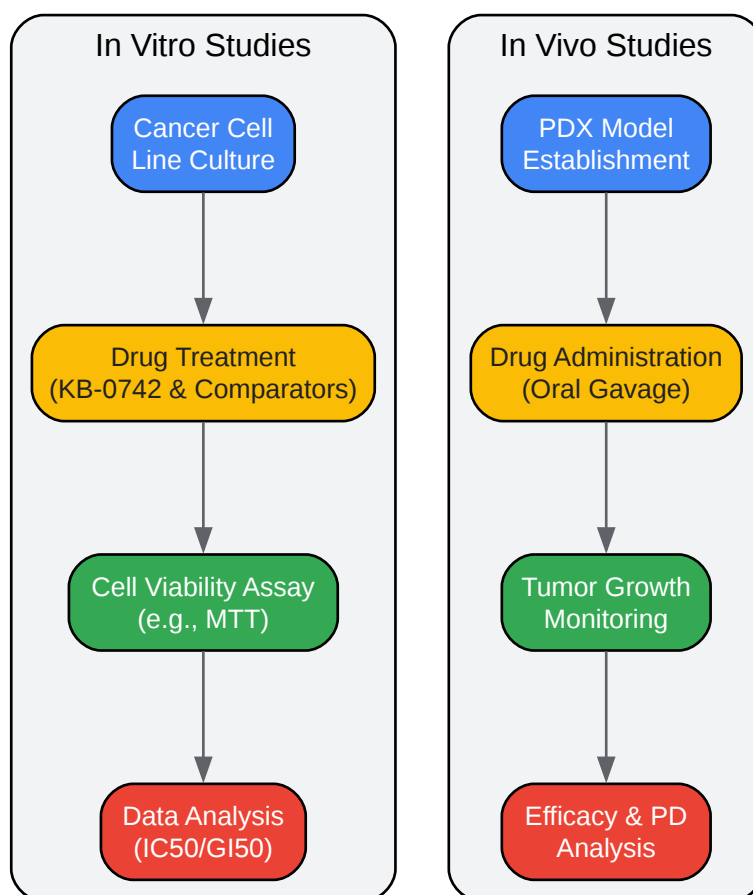 In Vitro Studies
Cancer Cell
Line Culture
Drug Treatment
(KB-0742 & Comparators)
Cell Viability Assay
(e.g., MTT)
Data Analysis
(IC50/GI50)
In Vivo Studies
PDX Model
Establishment
Drug Administration
(Oral Gavage)
Tumor Growth
Monitoring
Efficacy & PD
Analysis